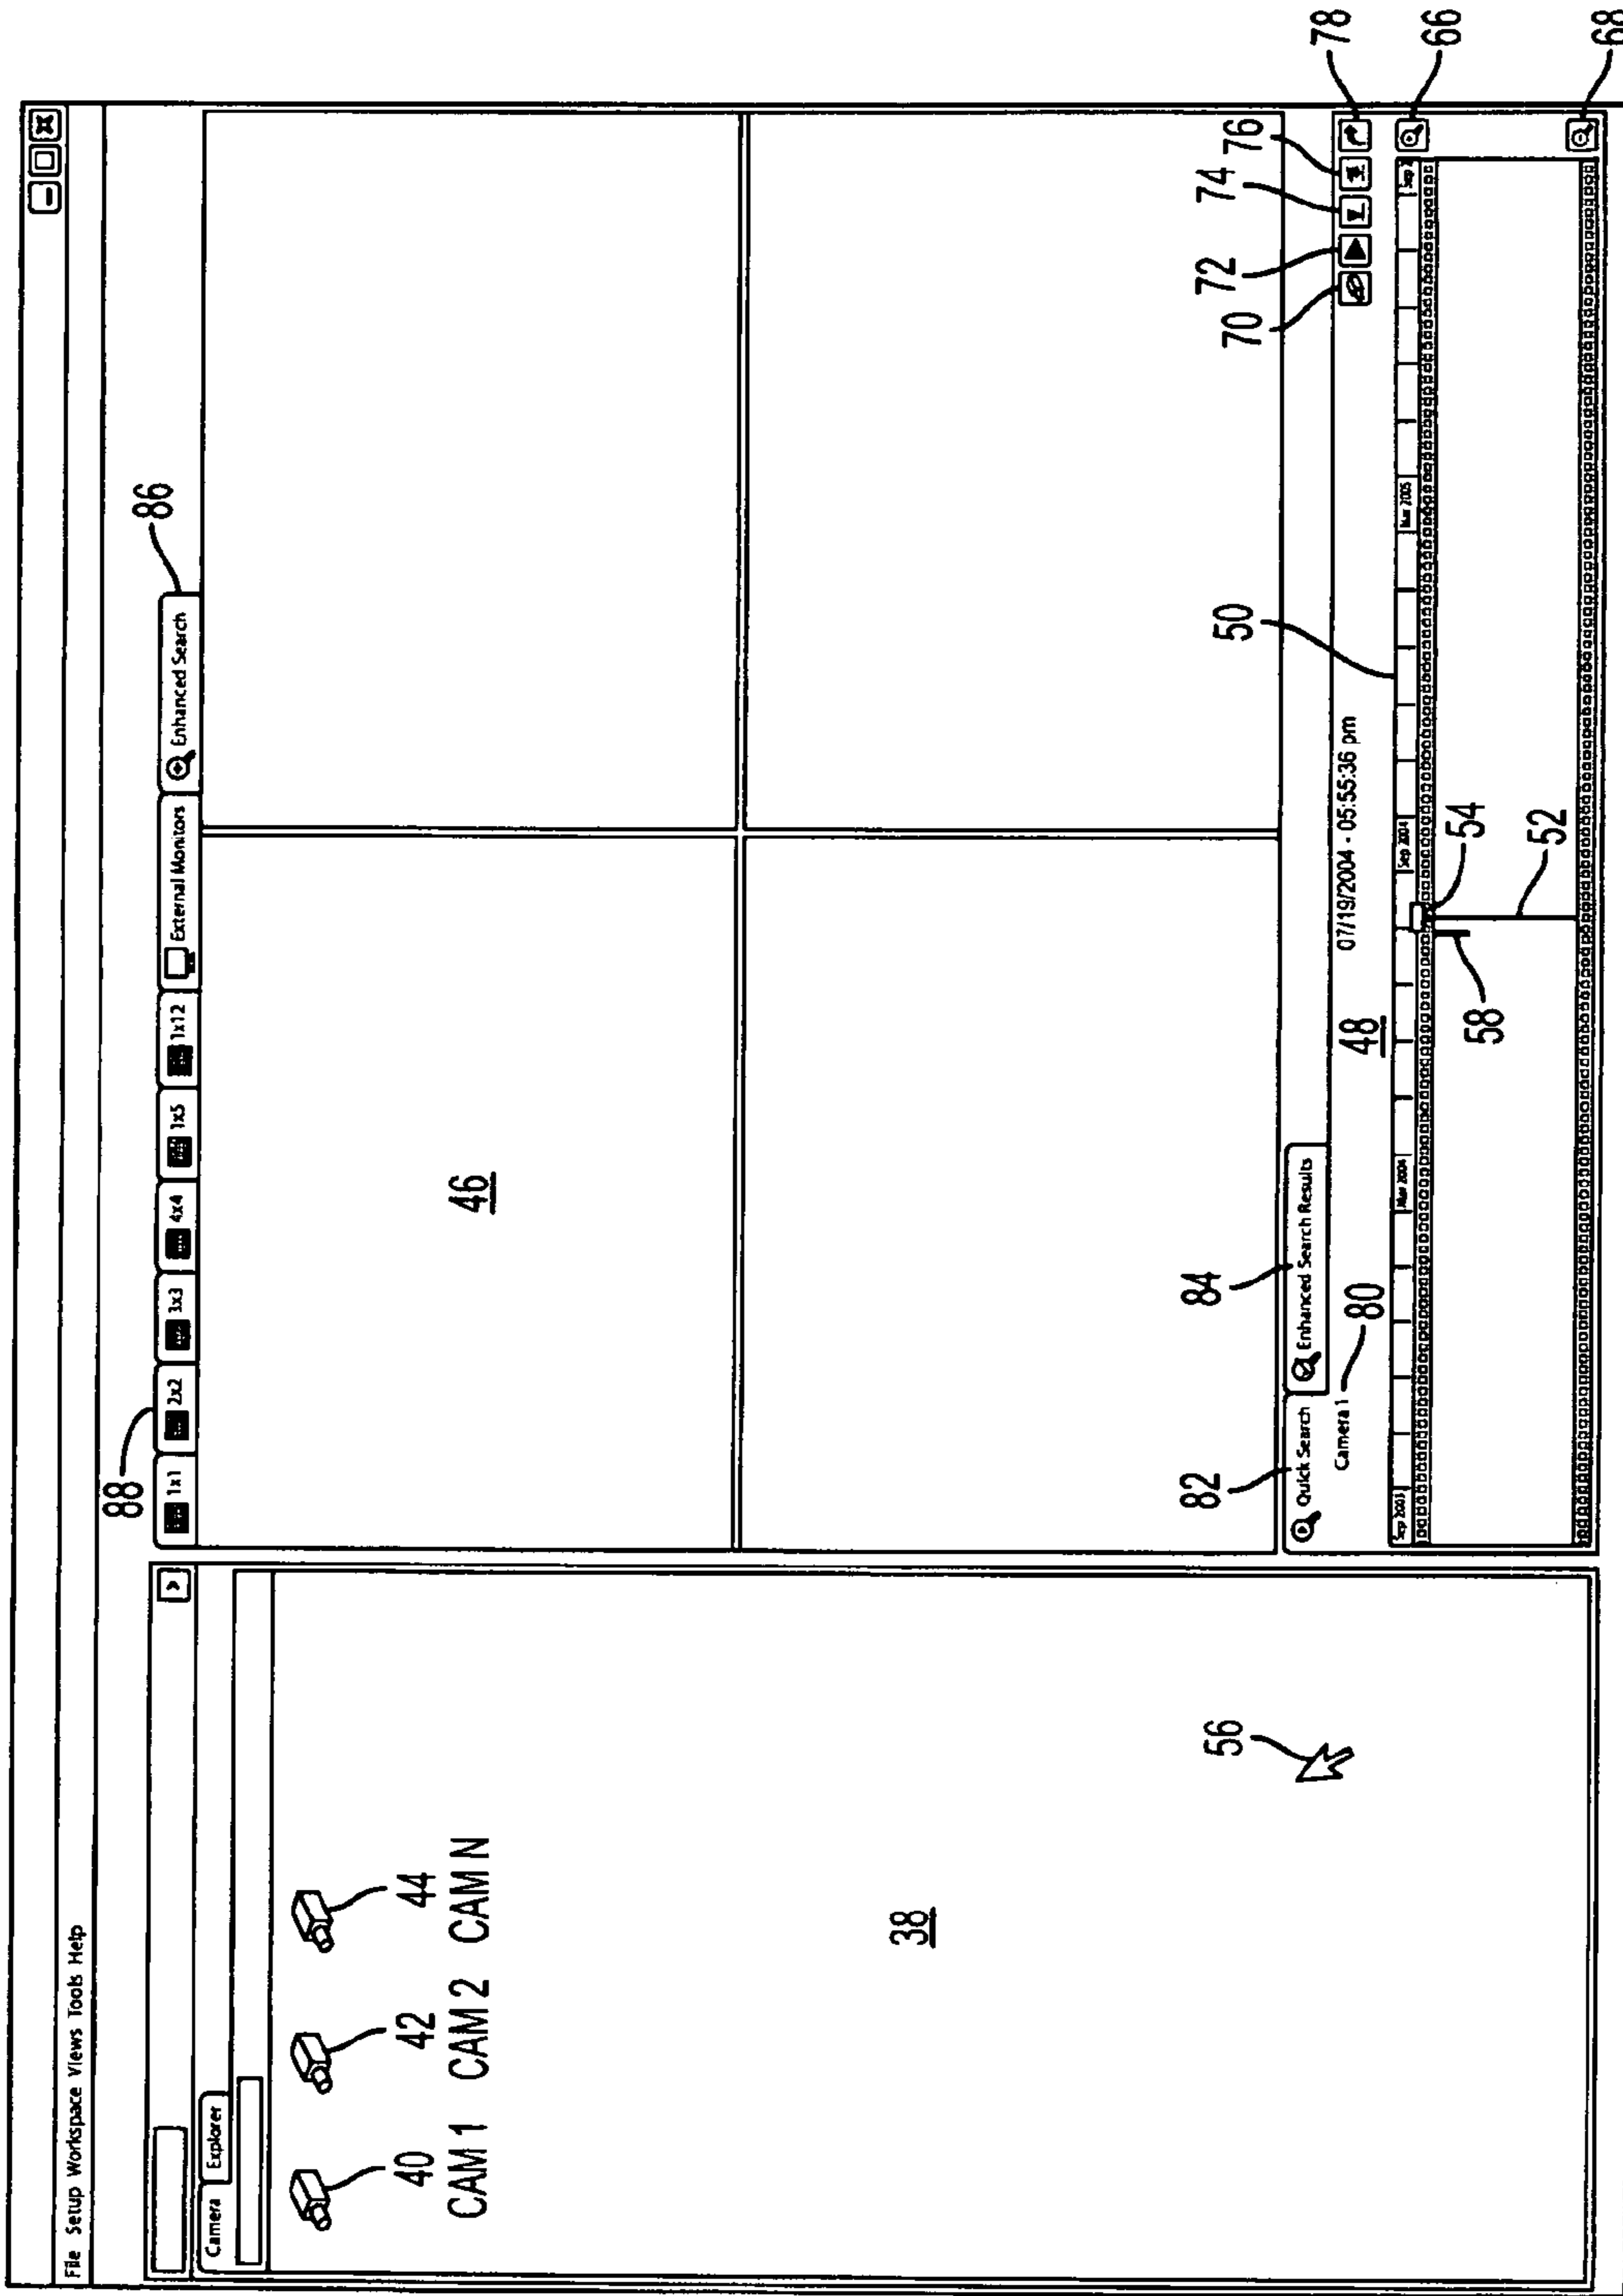 File Setup Workspace Views Tools Help
Camera Explorer
88
1x1 2x2 3x3 4x4 1x5 1x12 External Monitors Enhanced Search
86
40 42 44
CAM 1 CAM 2 CAM N
46
38
56
82 84
Quick Search Enhanced Search Results
50
70 72 74 76 78
Camera 1 80
07/19/2004 - 05:55:36 pm
48
66
Sep 2003 Mar 2004 Sep 2004 Mar 2005 Sep 2
54
58
52
68